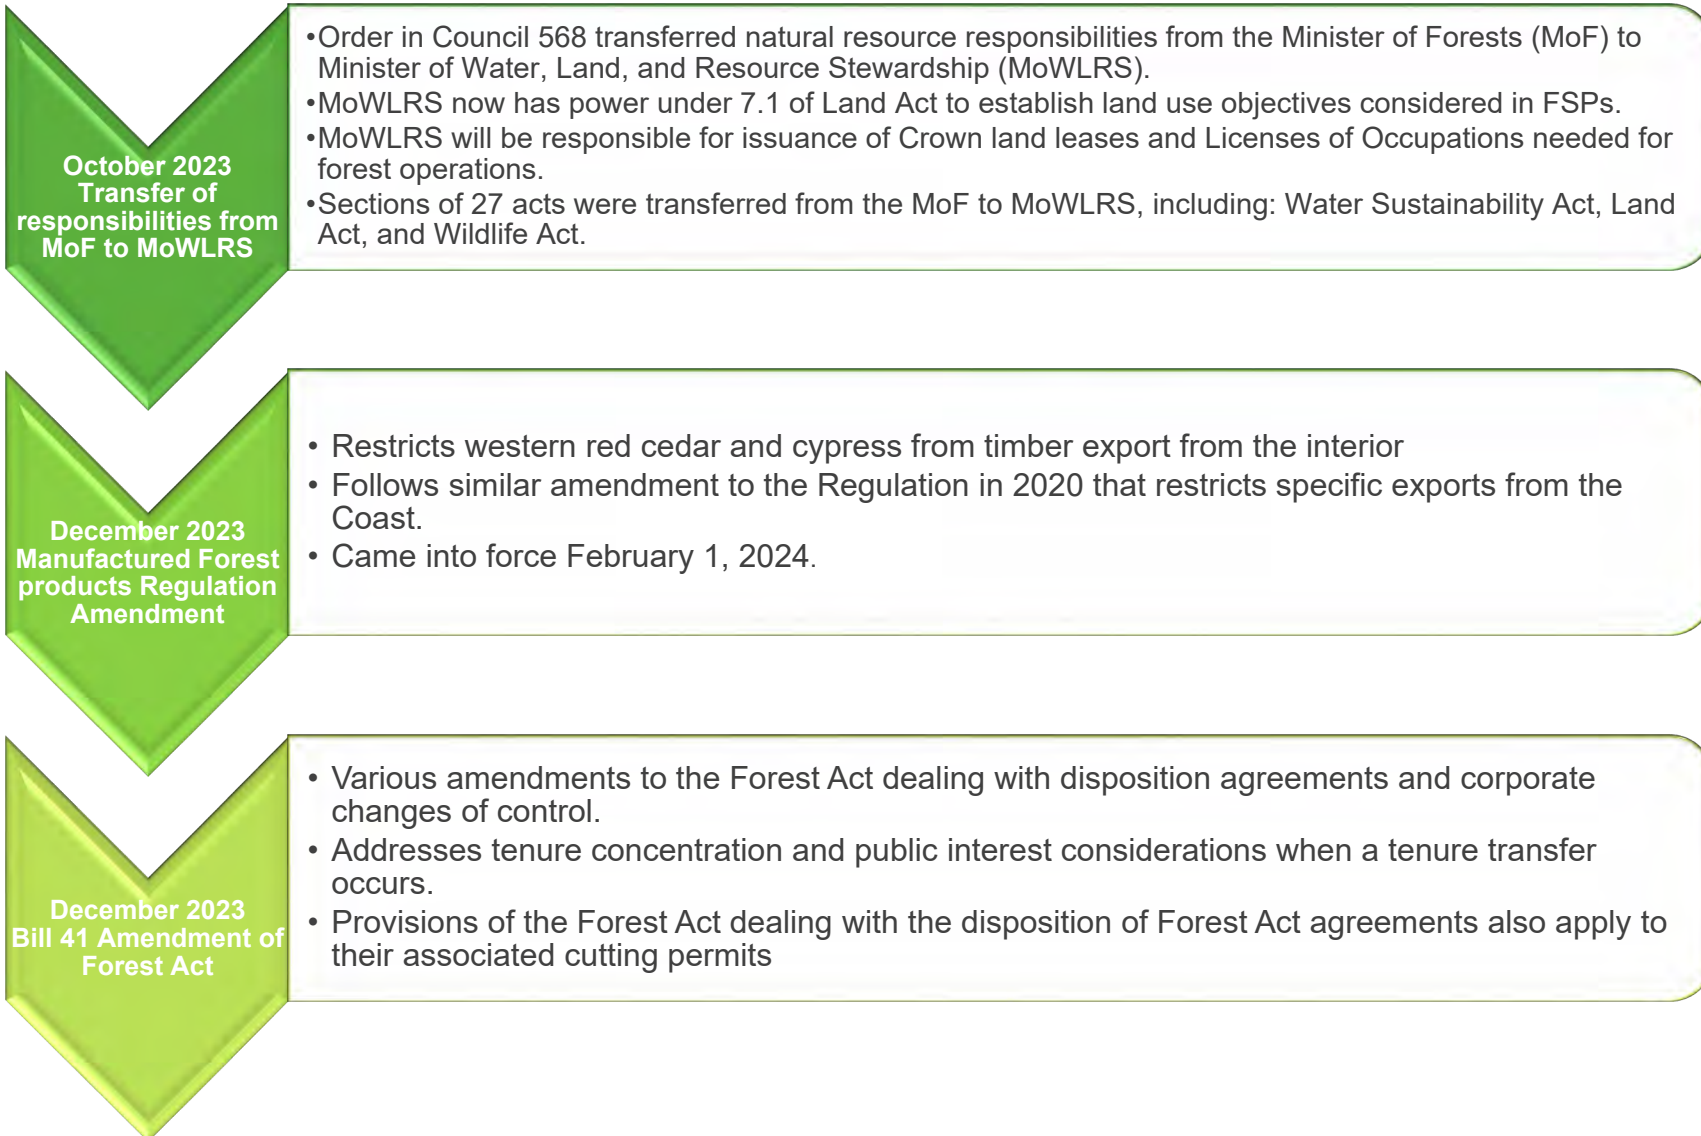 October 2023
Transfer of
responsibilities from
MoF to MoWLRS
•Order in Council 568 transferred natural resource responsibilities from the Minister of Forests (MoF) to
Minister of Water, Land, and Resource Stewardship (MoWLRS).
•MoWLRS now has power under 7.1 of Land Act to establish land use objectives considered in FSPs.
•MoWLRS will be responsible for issuance of Crown land leases and Licenses of Occupations needed for
forest operations.
•Sections of 27 acts were transferred from the MoF to MoWLRS, including: Water Sustainability Act, Land
Act, and Wildlife Act.
December 2023
Manufactured Forest
products Regulation
Amendment
• Restricts western red cedar and cypress from timber export from the interior
• Follows similar amendment to the Regulation in 2020 that restricts specific exports from the
Coast.
• Came into force February 1, 2024.
December 2023
Bill 41 Amendment of
Forest Act
• Various amendments to the Forest Act dealing with disposition agreements and corporate
changes of control.
• Addresses tenure concentration and public interest considerations when a tenure transfer
occurs.
• Provisions of the Forest Act dealing with the disposition of Forest Act agreements also apply to
their associated cutting permits